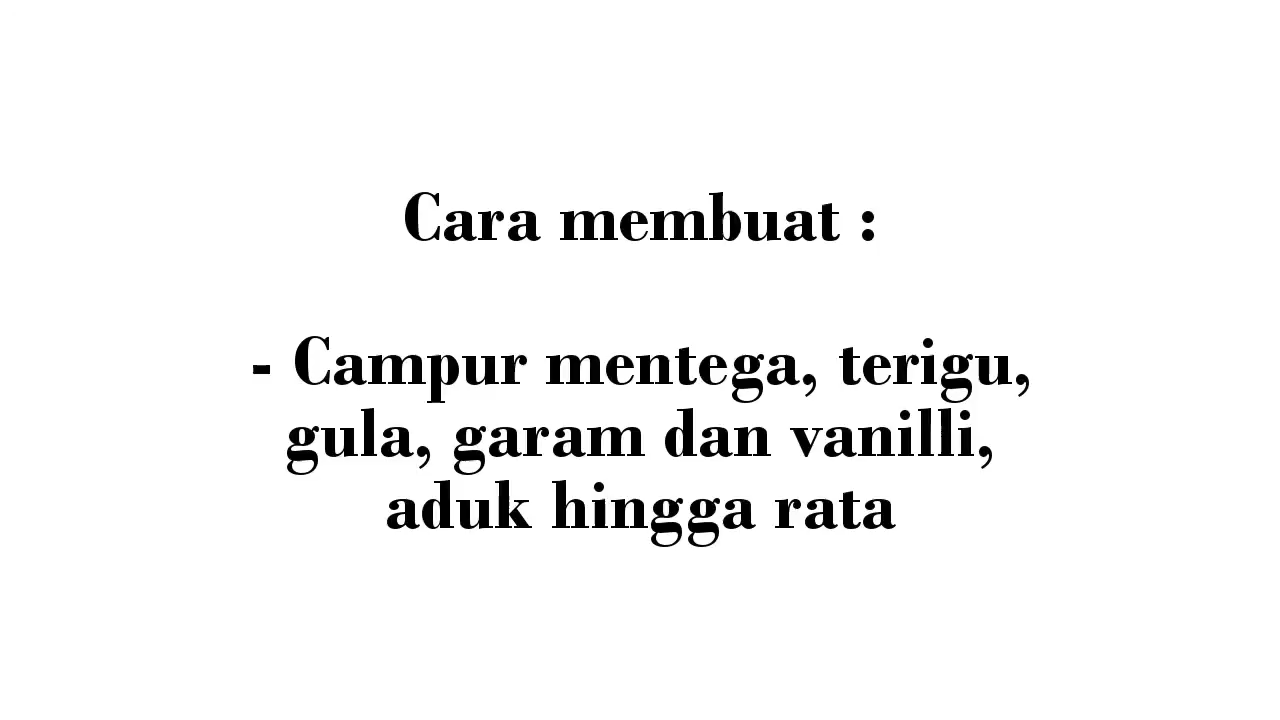 Cara membuat :
- Campur mentega, terigu,
gula, garam dan vanilli,
aduk hingga rata